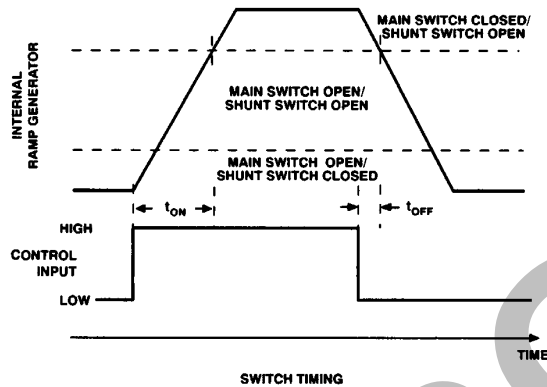 MAIN SWITCH CLOSED/
SHUNT SWITCH OPEN
INTERNAL
RAMP GENERATOR
MAIN SWITCH OPEN/
SHUNT SWITCH OPEN
MAIN SWITCH OPEN/
SHUNT SWITCH CLOSED
tON
tOFF
HIGH
CONTROL
INPUT
LOW
TIME
SWITCH TIMING